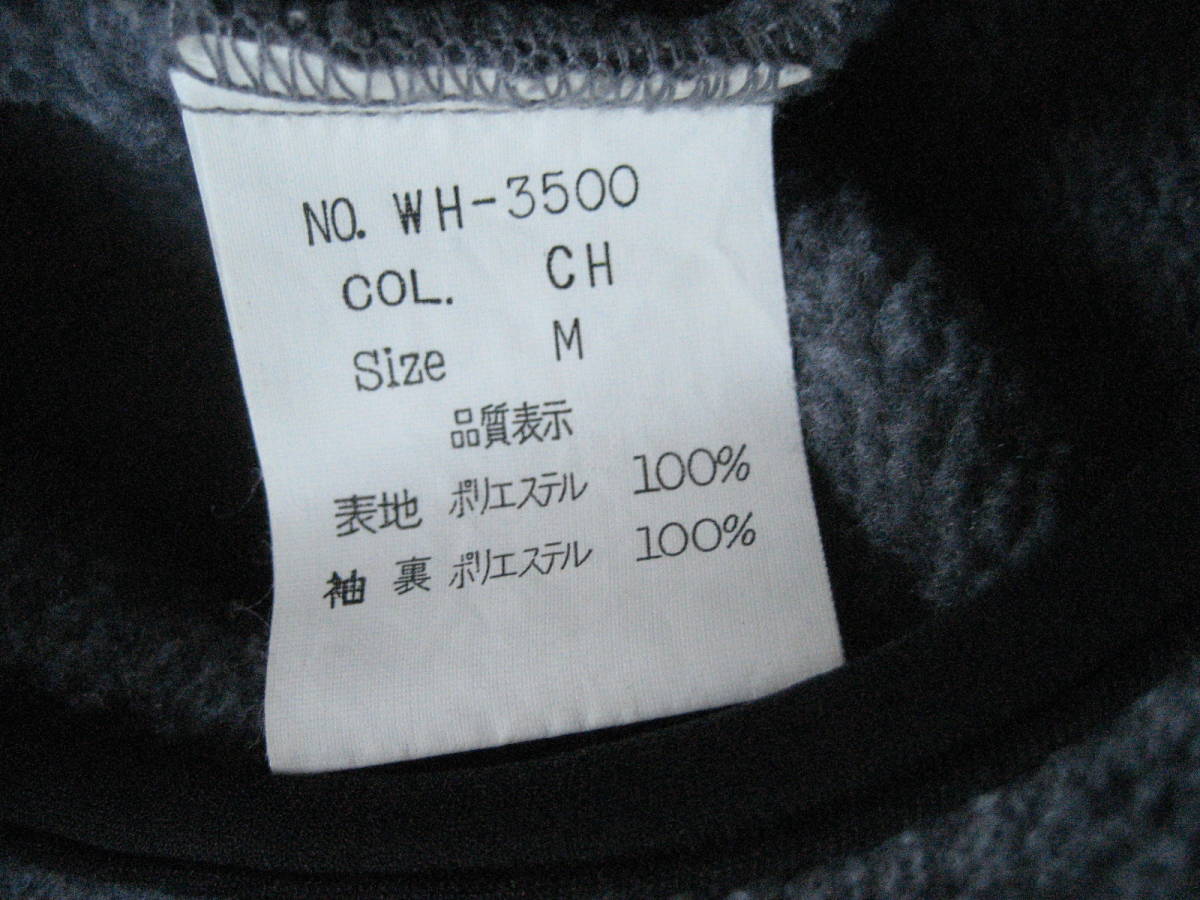 NO. WH-3500
COL. CH
Size M
品質表示
表地 ポリエステル 100%
袖 裏 ポリエステル 100%